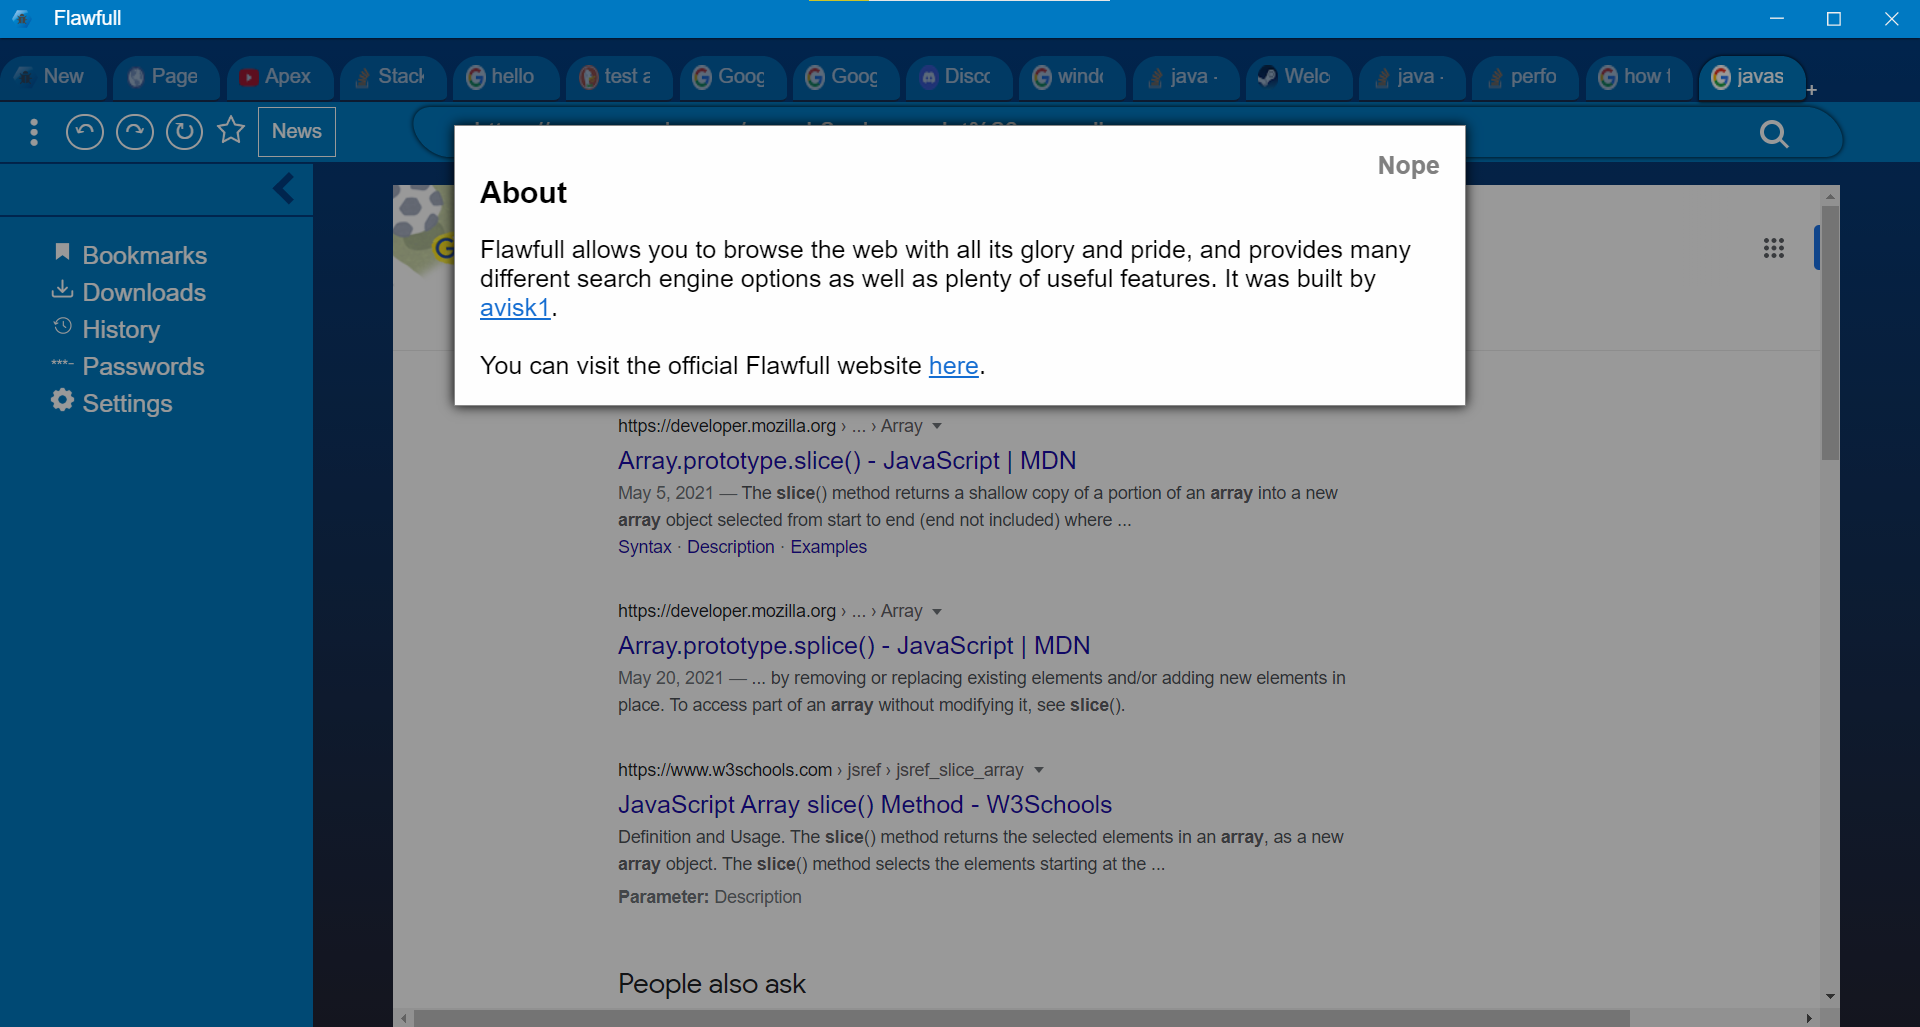 Flawfull
New
Page
Apex
Stack
hello
test a
Goog
Goog
Disco
windo
java -
Welc
java -
perfo
how t
javas
+
News
Nope
About
Flawfull allows you to browse the web with all its glory and pride, and provides many
different search engine options as well as plenty of useful features. It was built by
avisk1.
You can visit the official Flawfull website here.
Bookmarks
Downloads
History
Passwords
Settings
https://developer.mozilla.org › ... › Array
Array.prototype.slice() - JavaScript | MDN
May 5, 2021 — The slice() method returns a shallow copy of a portion of an array into a new
array object selected from start to end (end not included) where ...
Syntax · Description · Examples
https://developer.mozilla.org › ... › Array
Array.prototype.splice() - JavaScript | MDN
May 20, 2021 — ... by removing or replacing existing elements and/or adding new elements in
place. To access part of an array without modifying it, see slice().
https://www.w3schools.com › jsref › jsref_slice_array
JavaScript Array slice() Method - W3Schools
Definition and Usage. The slice() method returns the selected elements in an array, as a new
array object. The slice() method selects the elements starting at the ...
Parameter: Description
People also ask